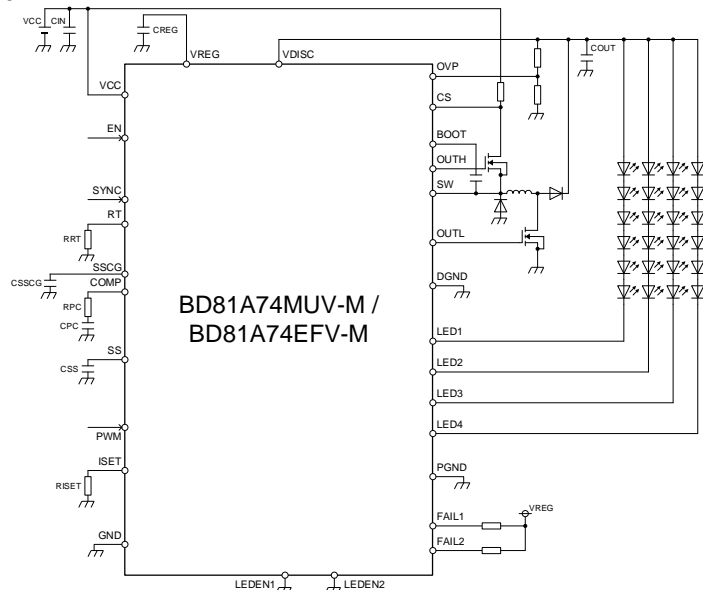 VCC CIN
CREG
VREG VDISC
COUT
OVP
VCC
CS
EN
BOOT
OUTH
SYNC
SW
RT
RRT
OUTL
SSCG
CSSCG
COMP
DGND
RPC
CPC
BD81A74MUV-M /
BD81A74EFV-M
LED1
SS
CSS
LED2
LED3
PWM
LED4
ISET
RISET
PGND
VREG
FAIL1
GND
FAIL2
LEDEN1 LEDEN2